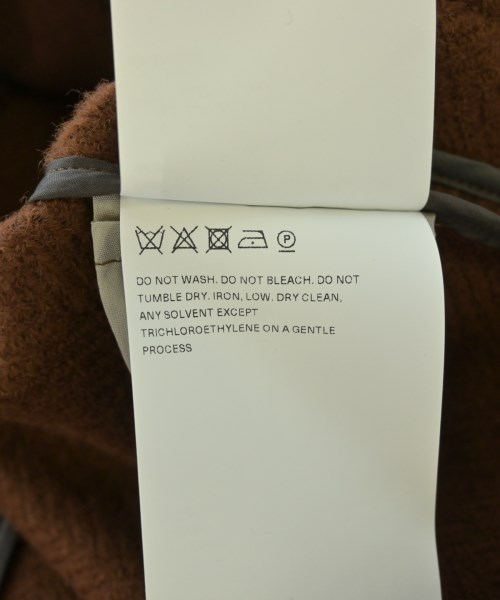 P
DO NOT WASH. DO NOT BLEACH. DO NOT
TUMBLE DRY. IRON, LOW. DRY CLEAN,
ANY SOLVENT EXCEPT
TRICHLOROETHYLENE ON A GENTLE
PROCESS